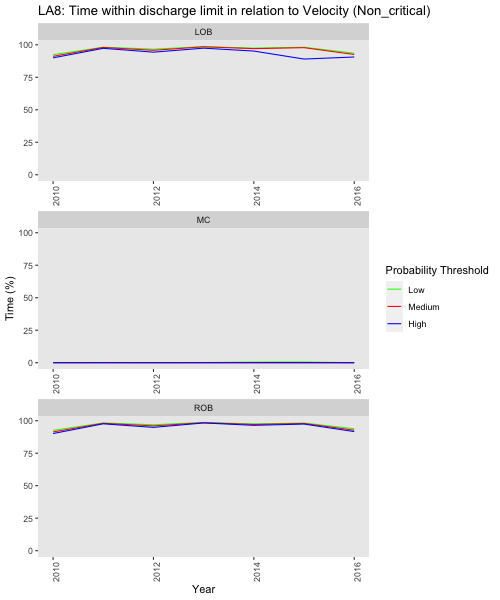 LA8: Time within discharge limit in relation to Velocity (Non_critical)
LOB
100
75
50
25
0
2010
2012
2014
2016
MC
100
75
50
25
0
2010
2012
2014
2016
ROB
100
75
50
25
0
2010
2012
2014
2016
Time (%)
Year
Probability Threshold
Low
Medium
High